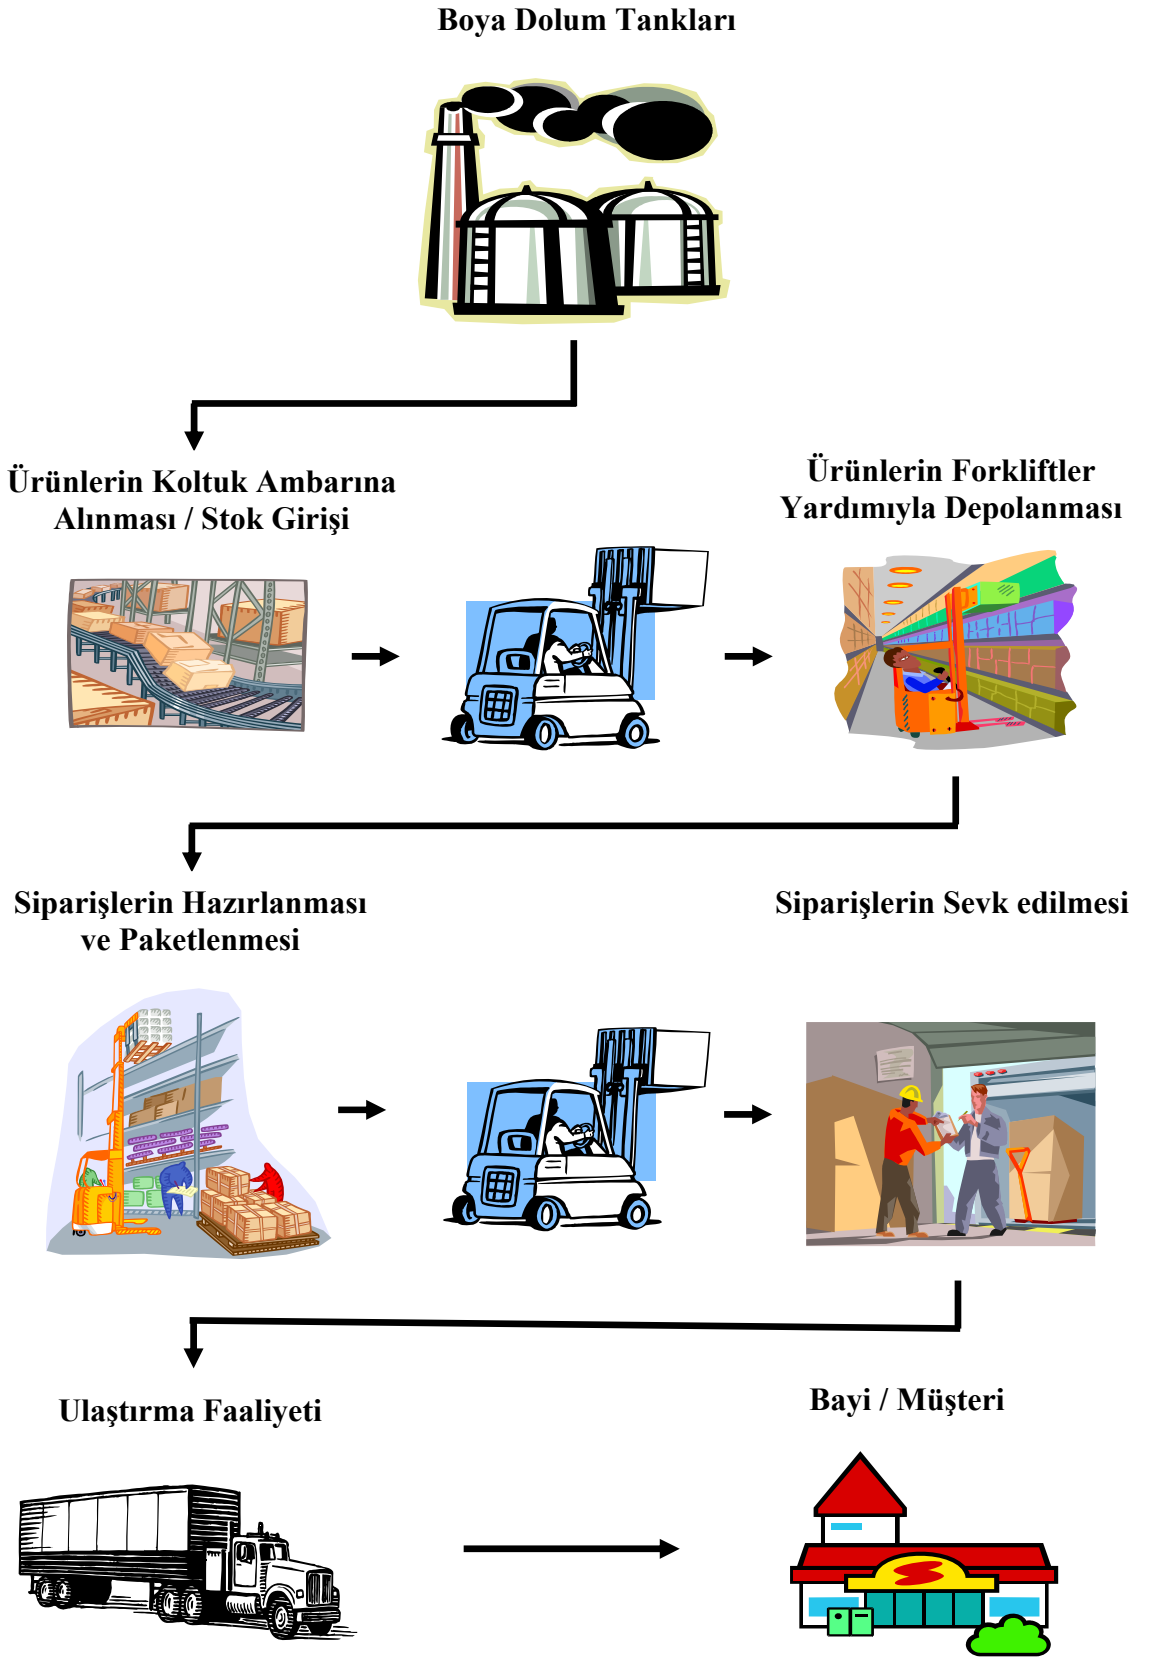 Boya Dolum Tankları
Ürünlerin Koltuk Ambarına
Alınması / Stok Girişi
Ürünlerin Forkliftler
Yardımıyla Depolanması
Siparişlerin Hazırlanması
ve Paketlenmesi
Siparişlerin Sevk edilmesi
Ulaştırma Faaliyeti
Bayi / Müşteri